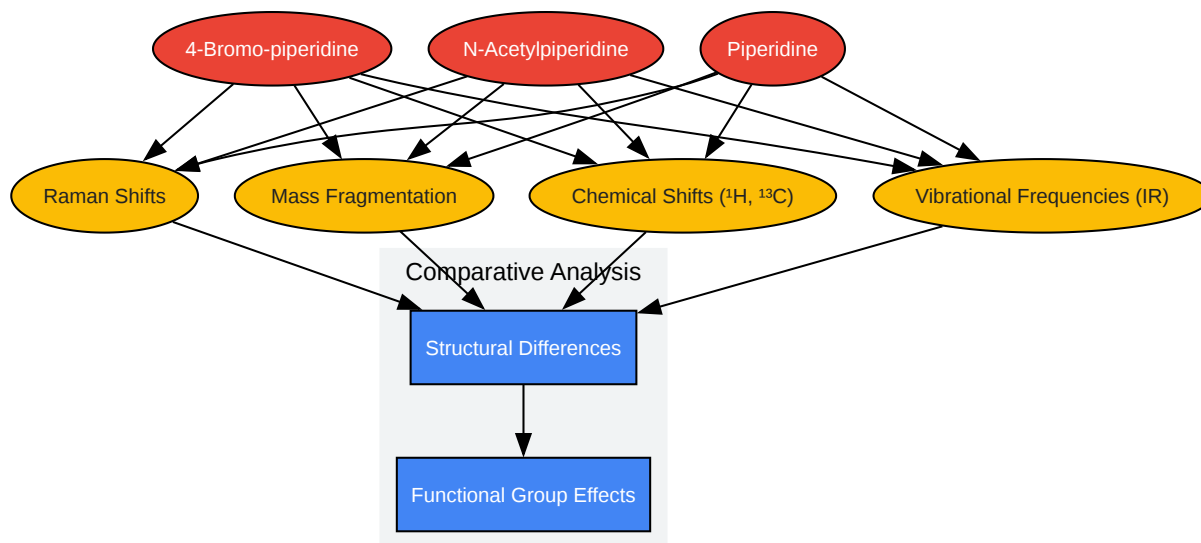 4-Bromo-piperidine
N-Acetylpiperidine
Piperidine
Raman Shifts
Mass Fragmentation
Chemical Shifts (¹H, ¹³C)
Vibrational Frequencies (IR)
Comparative Analysis
Structural Differences
Functional Group Effects